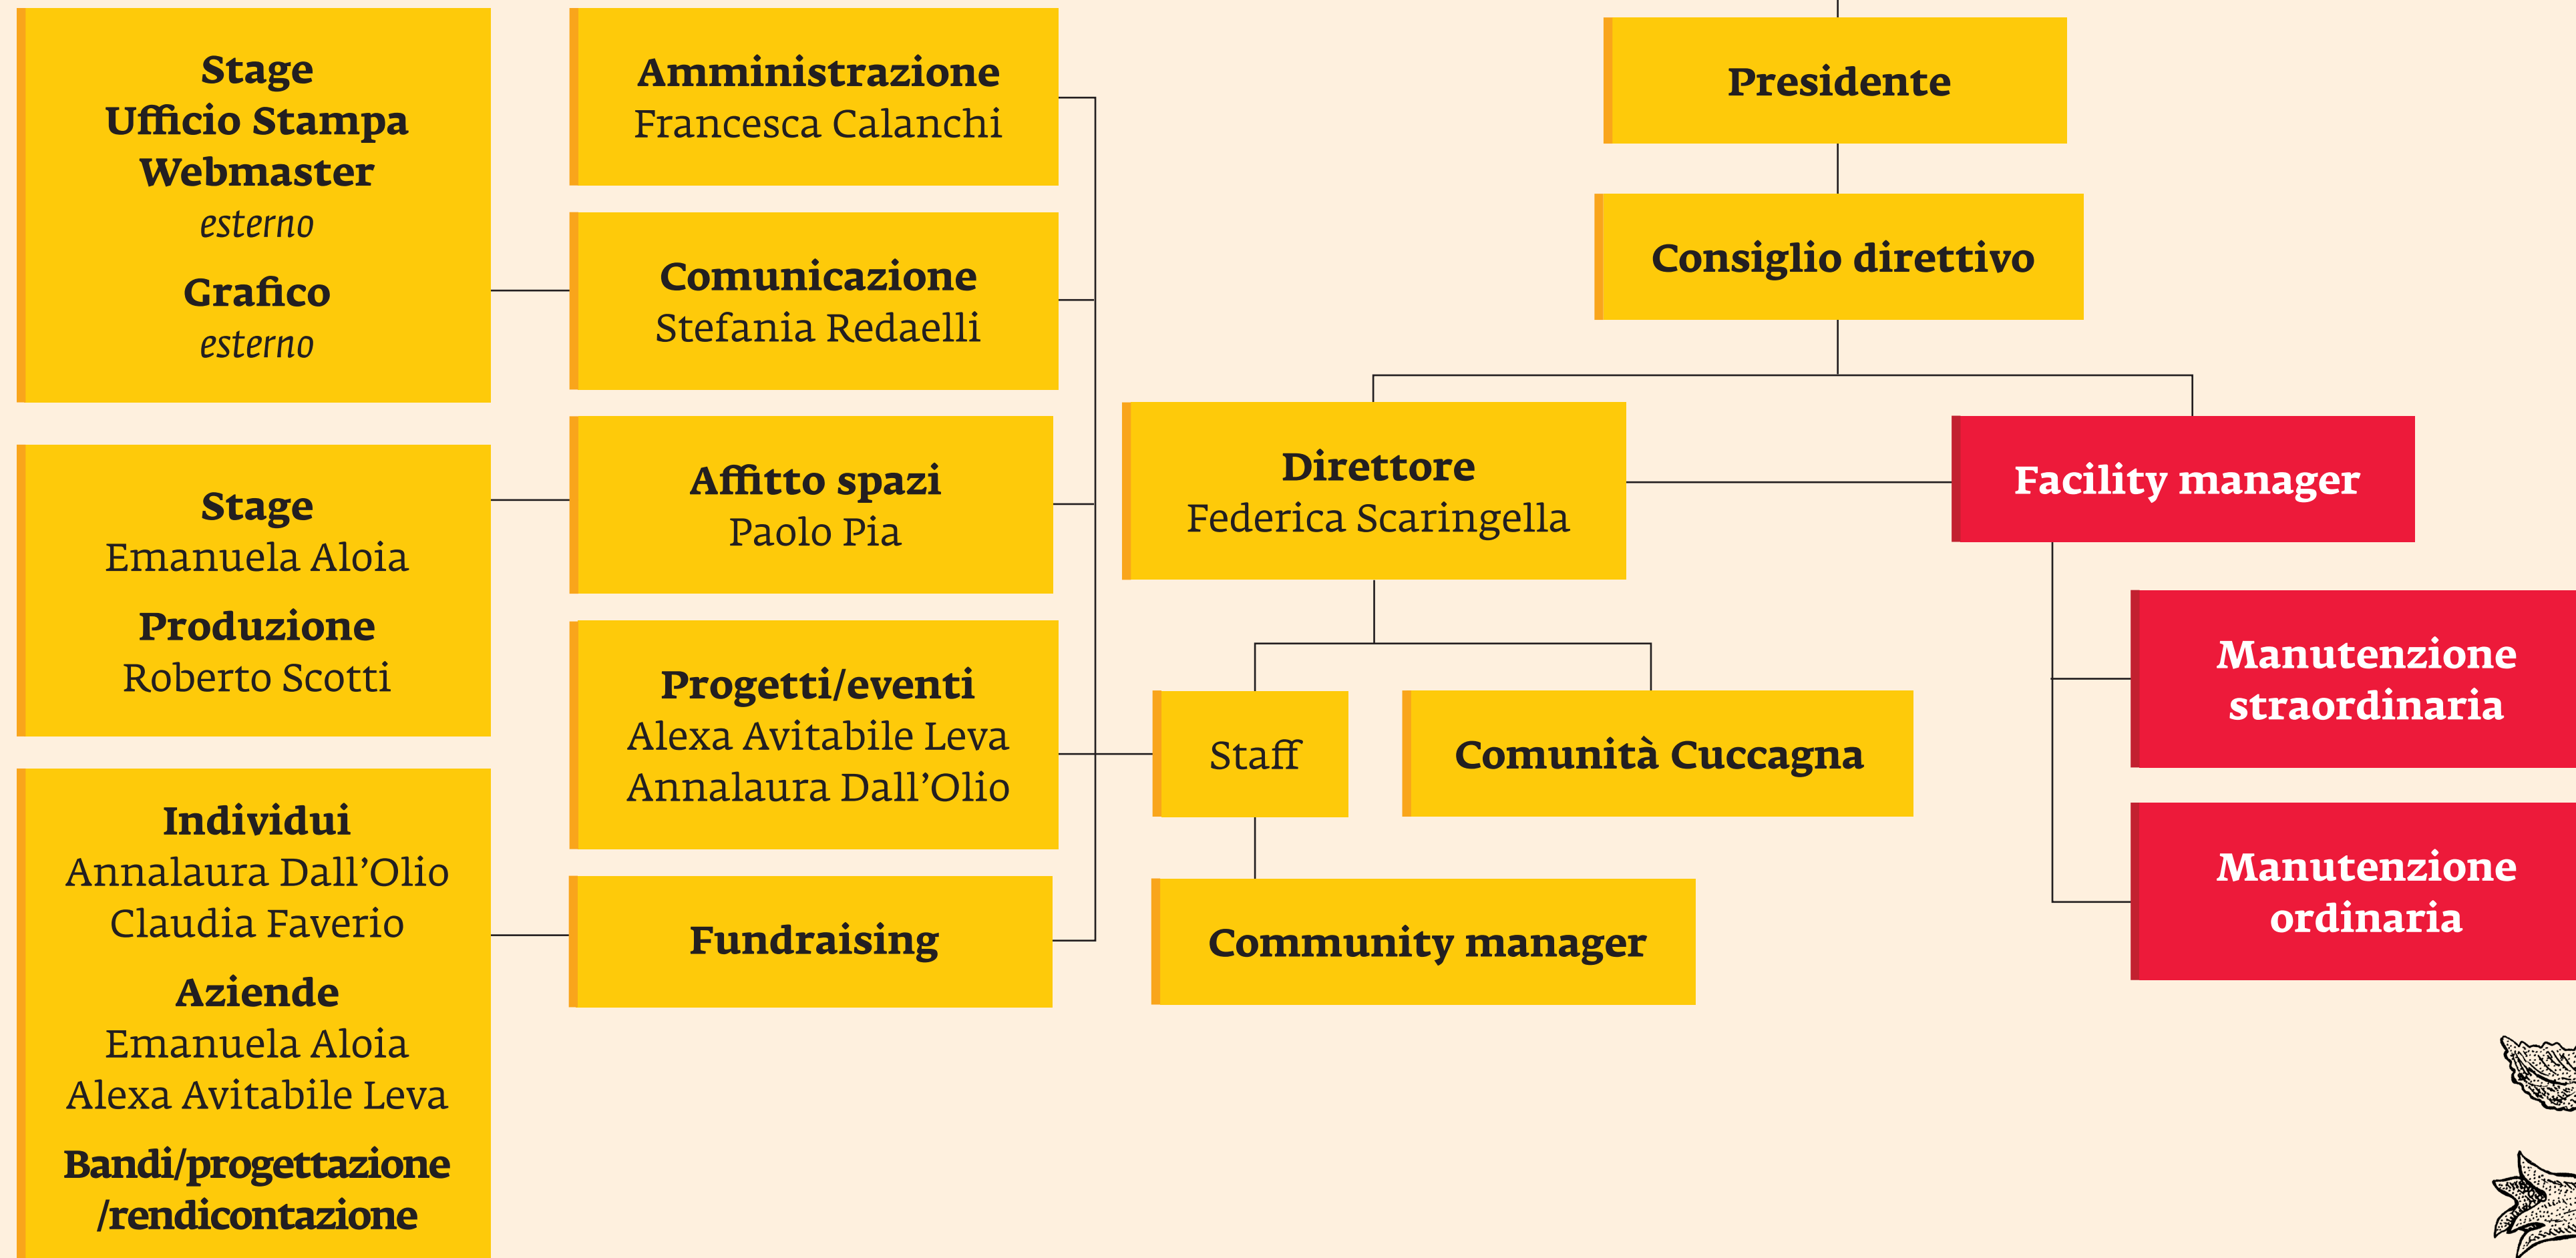 Stage
Ufficio Stampa
Webmaster
esterno
Grafico
esterno
Stage
Emanuela Aloia
Produzione
Roberto Scotti
Individui
Annalaura Dall’Olio
Claudia Faverio
Aziende
Emanuela Aloia
Alexa Avitabile Leva
Bandi/progettazione
/rendicontazione
Amministrazione
Francesca Calanchi
Comunicazione
Stefania Redaelli
Affitto spazi
Paolo Pia
Progetti/eventi
Alexa Avitabile Leva
Annalaura Dall’Olio
Fundraising
Presidente
Consiglio direttivo
Direttore
Federica Scaringella
Facility manager
Staff
Comunità Cuccagna
Community manager
Manutenzione
straordinaria
Manutenzione
ordinaria